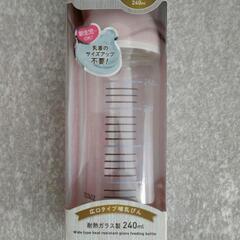 240ml
新生児
OK!
乳首の
サイズアップ
不要!
広口タイプ哺乳びん
耐熱ガラス製 240ml
Wide type heat resistant glass feeding bottle